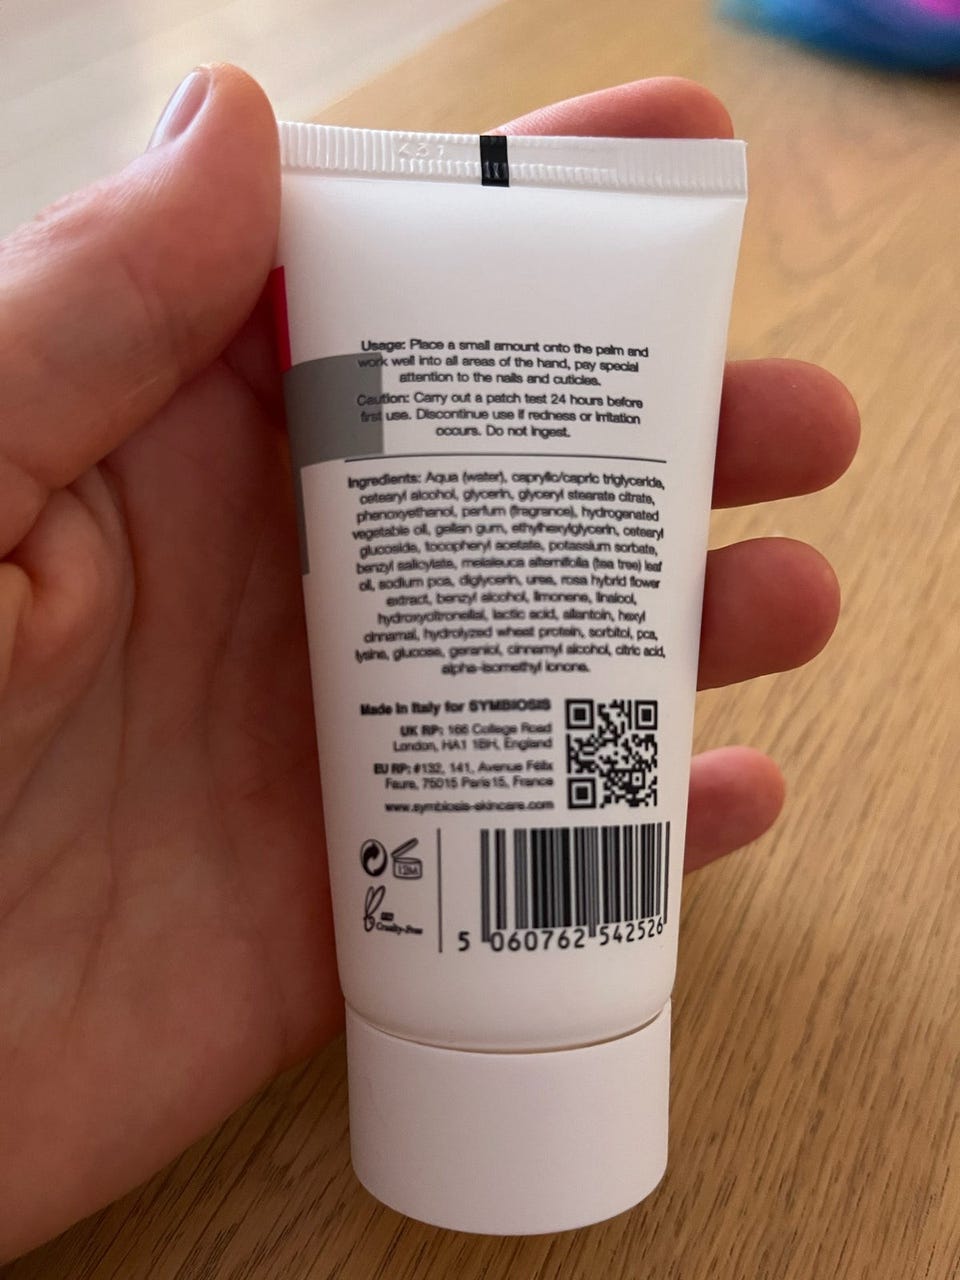 Usage: Place a small amount onto the palm and
work well into all areas of the hand, pay special
attention to the nails and cuticles.
Caution: Carry out a patch test 24 hours before
first use. Discontinue use if redness or irritation
occurs. Do not ingest.
Ingredients: Aqua (water), caprylic/capric triglyceride,
cetearyl alcohol, glycerin, glyceryl stearate citrate,
phenoxyethanol, perfum (fragrance), hydrogenated
vegetable oil, gellan gum, ethylhexylglycerin, cetearyl
glucoside, tocopheryl acetate, potassium sorbate,
benzyl salicylate, melaleuca alternifolia (tea tree) leaf
oil, sodium pca, diglycerin, urea, rosa hybrid flower
extract, benzyl alcohol, limonene, linalool,
hydroxycitronellal, lactic acid, allantoin, hexyl
cinnamal, hydrolyzed wheat protein, sorbitol, pca,
lysine, glucose, geraniol, cinnamyl alcohol, citric acid,
alpha-isomethyl ionone.
Made in Italy for SYMBIOSIS
UK RP: 166 College Road
London, HA1 1BH, England
EU RP: #132, 141, Avenue Félix
Faure, 75015 Paris15, France
www.symbiosis-skincare.com
12M
Cruelty-Free
5 060762 542526